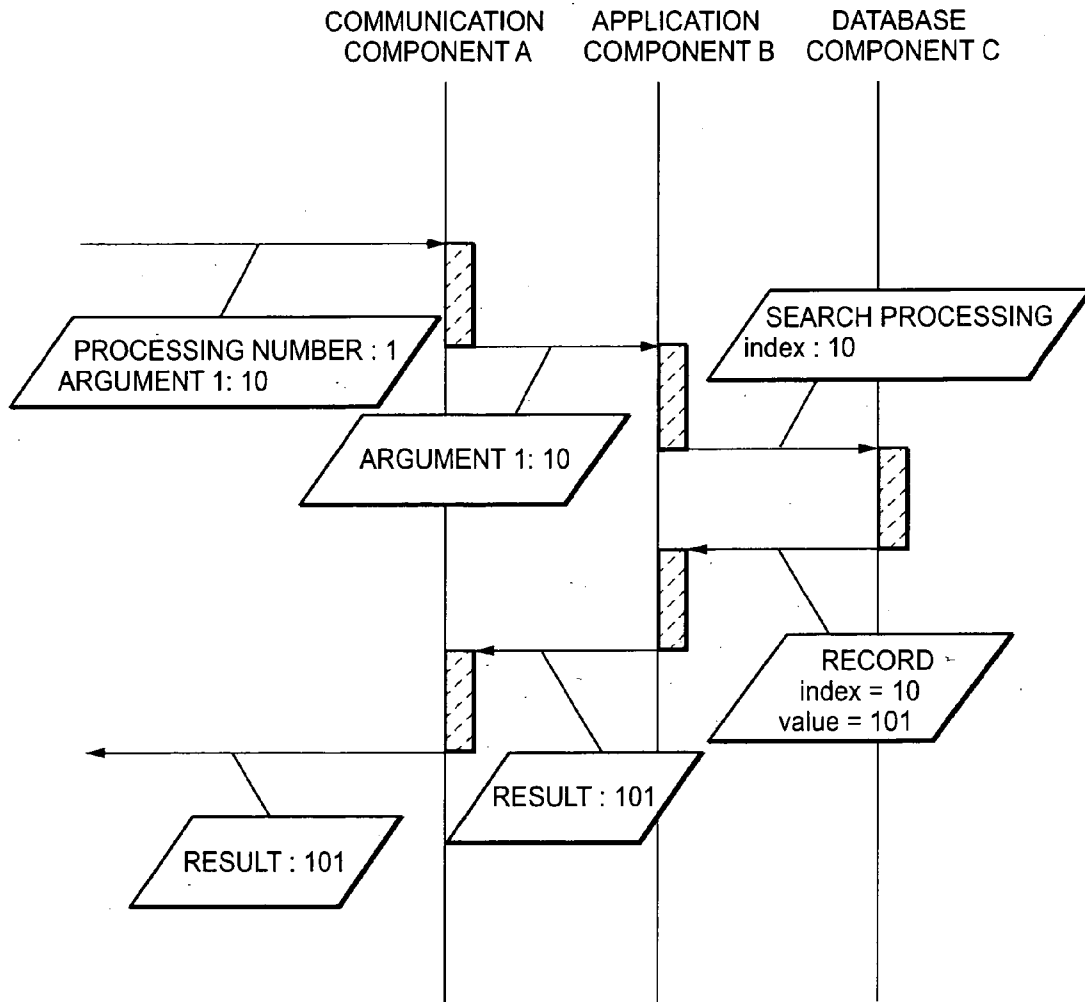 COMMUNICATION
COMPONENT A
APPLICATION
COMPONENT B
DATABASE
COMPONENT C
PROCESSING NUMBER : 1
ARGUMENT 1: 10
ARGUMENT 1: 10
SEARCH PROCESSING
index : 10
RECORD
index = 10
value = 101
RESULT : 101
RESULT : 101